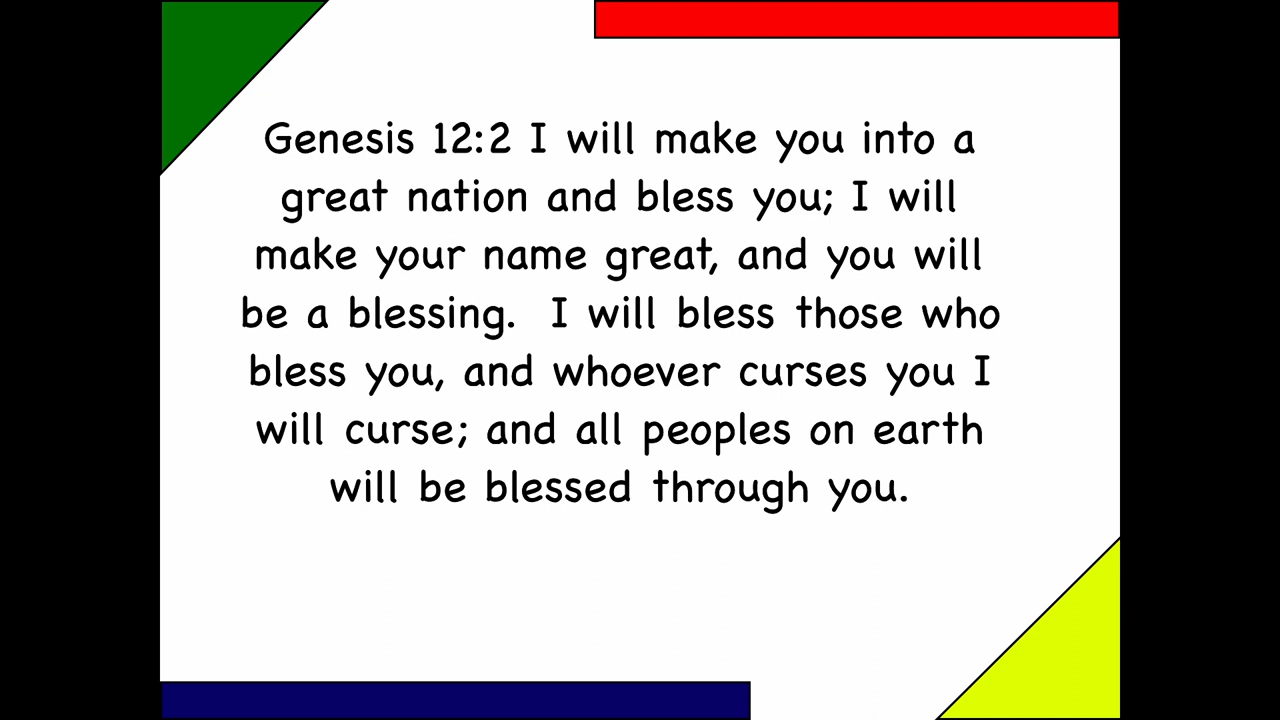 Genesis 12:2 I will make you into a
great nation and bless you; I will
make your name great, and you will
be a blessing.  I will bless those who
bless you, and whoever curses you I
will curse; and all peoples on earth
will be blessed through you.